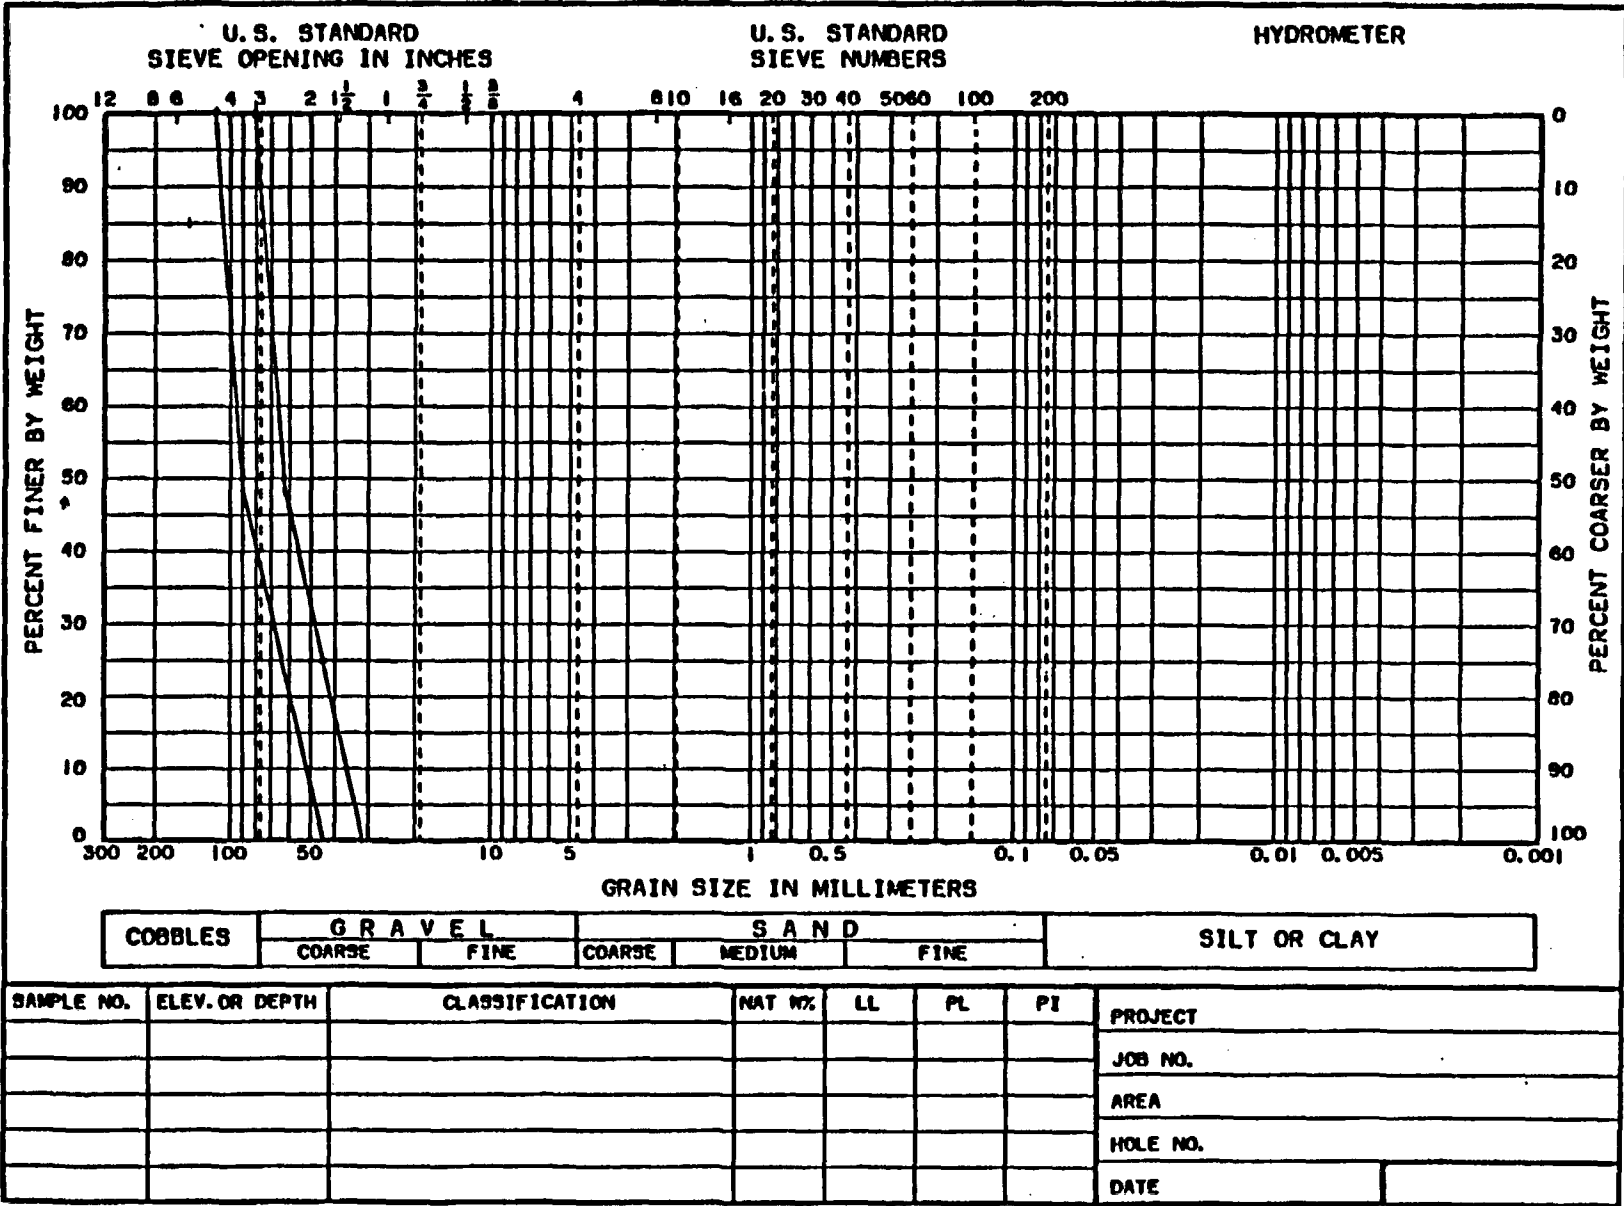 U.S. STANDARD
SIEVE OPENING IN INCHES
U.S. STANDARD
SIEVE NUMBERS
HYDROMETER
12 8 6 4 3 2 1½ 1 ¾ ½ ⅜ 4 8 10 16 20 30 40 50 60 100 200
100 0
90 10
80 20
70 30
60 40
50 50
40 60
30 70
20 80
10 90
0 100
PERCENT FINER BY WEIGHT
PERCENT COARSER BY WEIGHT
300 200 100 50 10 5 1 0.5 0.1 0.05 0.01 0.005 0.001
GRAIN SIZE IN MILLIMETERS
COBBLES GRAVEL SAND SILT OR CLAY
COARSE FINE COARSE MEDIUM FINE
SAMPLE NO. ELEV. OR DEPTH CLASSIFICATION NAT W% LL PL PI
PROJECT
JOB NO.
AREA
HOLE NO.
DATE